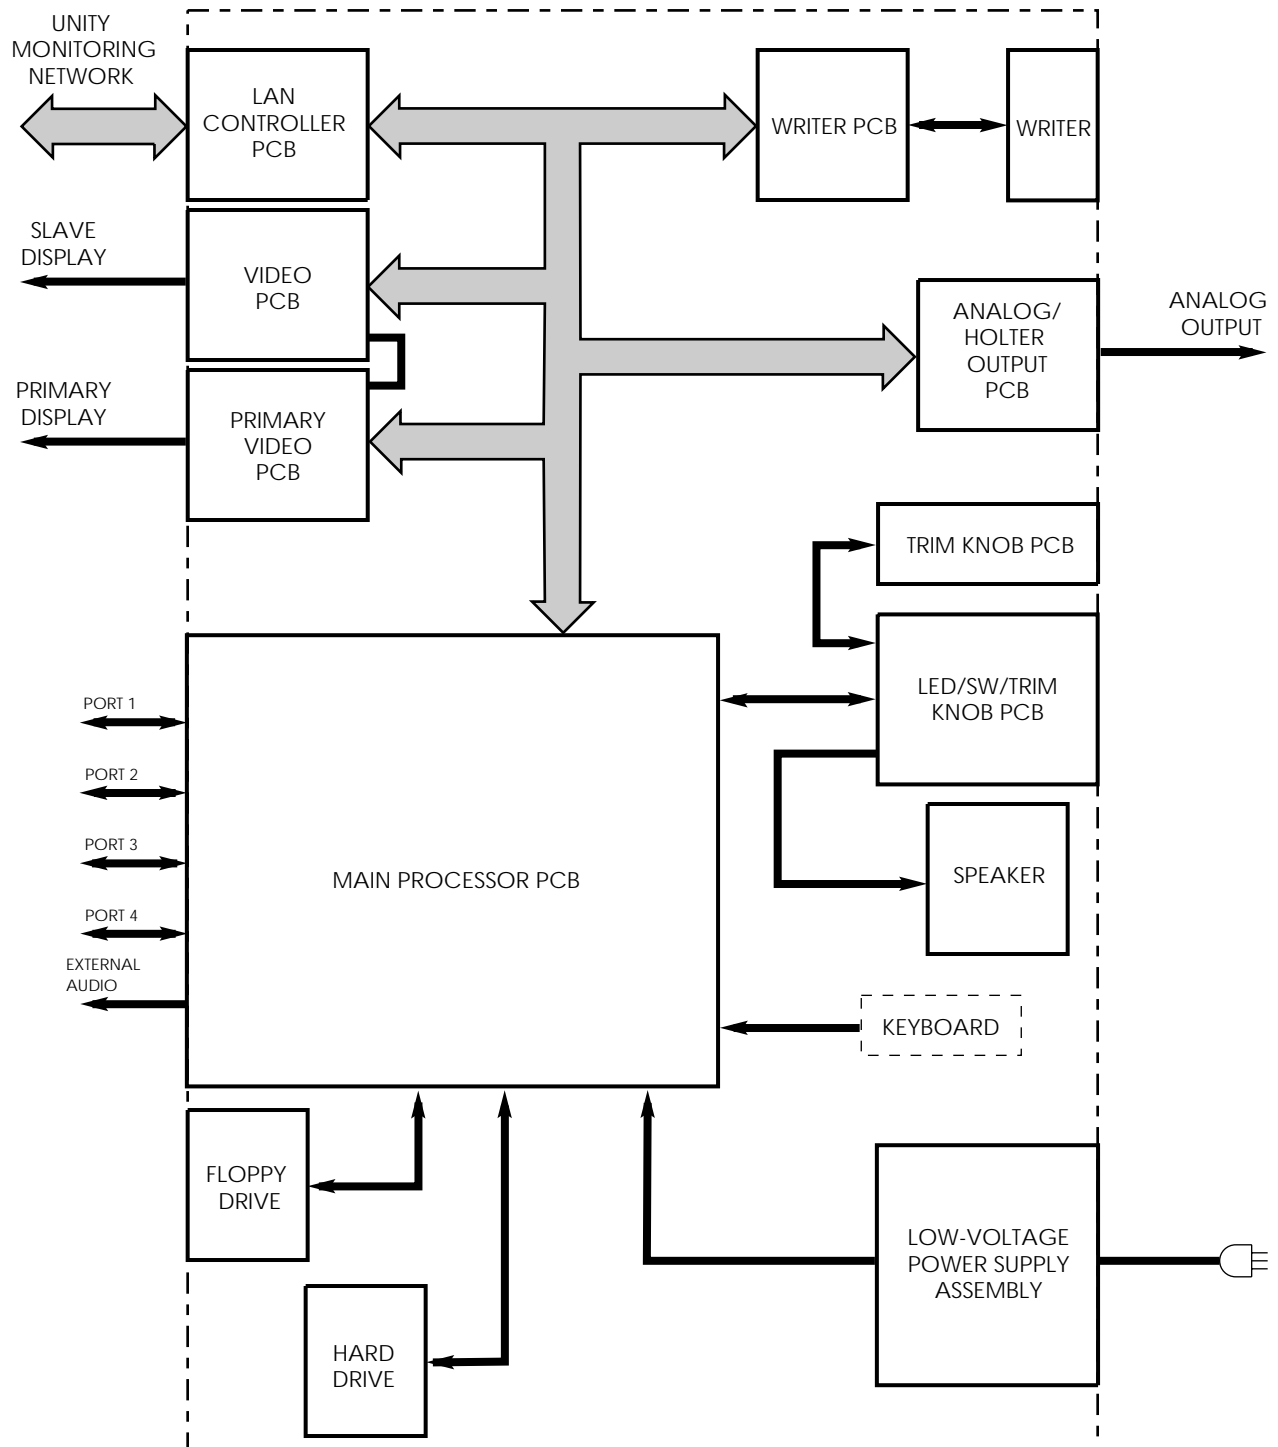 UNITY
MONITORING
NETWORK
LAN
CONTROLLER
PCB
WRITER PCB
WRITER
SLAVE
DISPLAY
VIDEO
PCB
ANALOG/
HOLTER
OUTPUT
PCB
ANALOG
OUTPUT
PRIMARY
DISPLAY
PRIMARY
VIDEO
PCB
TRIM KNOB PCB
LED/SW/TRIM
KNOB PCB
PORT 1
PORT 2
PORT 3
PORT 4
EXTERNAL
AUDIO
MAIN PROCESSOR PCB
SPEAKER
KEYBOARD
FLOPPY
DRIVE
HARD
DRIVE
LOW-VOLTAGE
POWER SUPPLY
ASSEMBLY